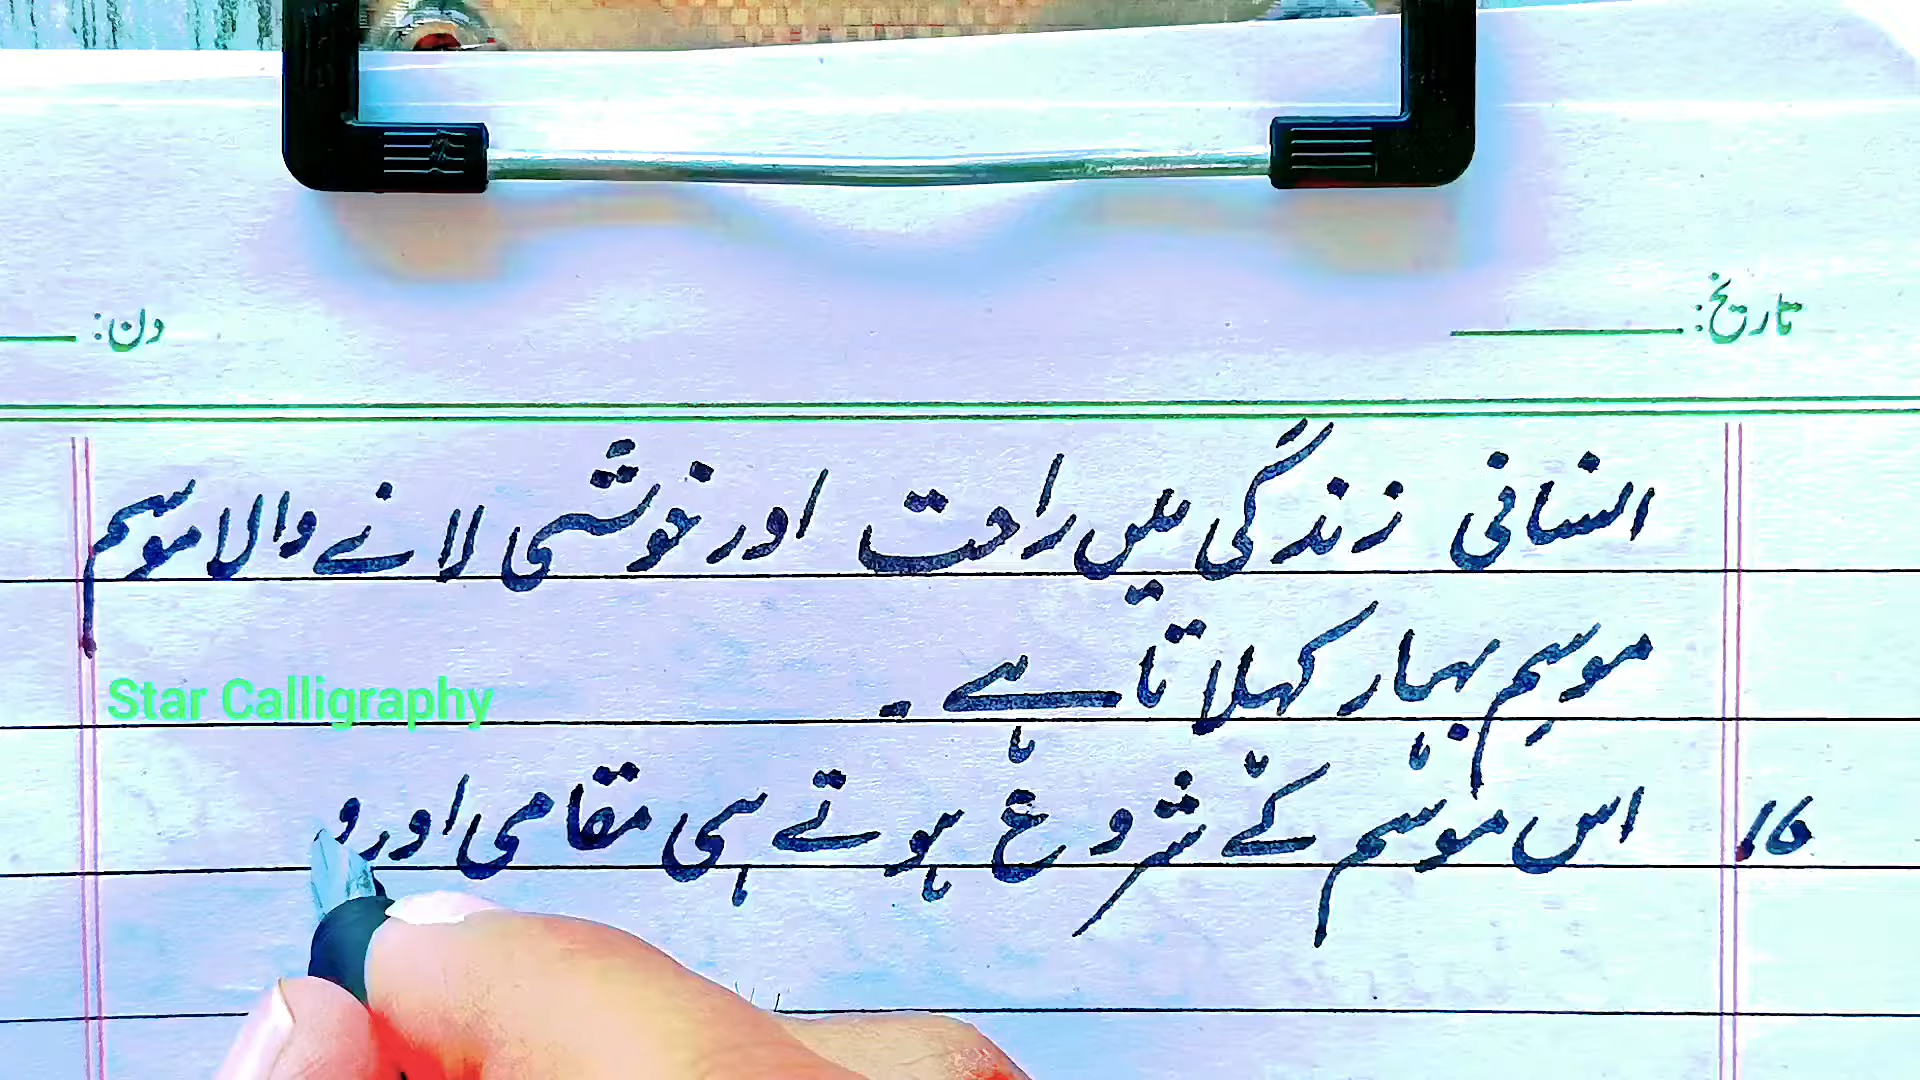 تاریخ: دن:
انسانی زندگی میں راحت اور خوشی لانے والا موسم
موسمِ بہار کہلاتا ہے۔
Star Calligraphy
اس موسم کے شروع ہوتے ہی مقامی اور و